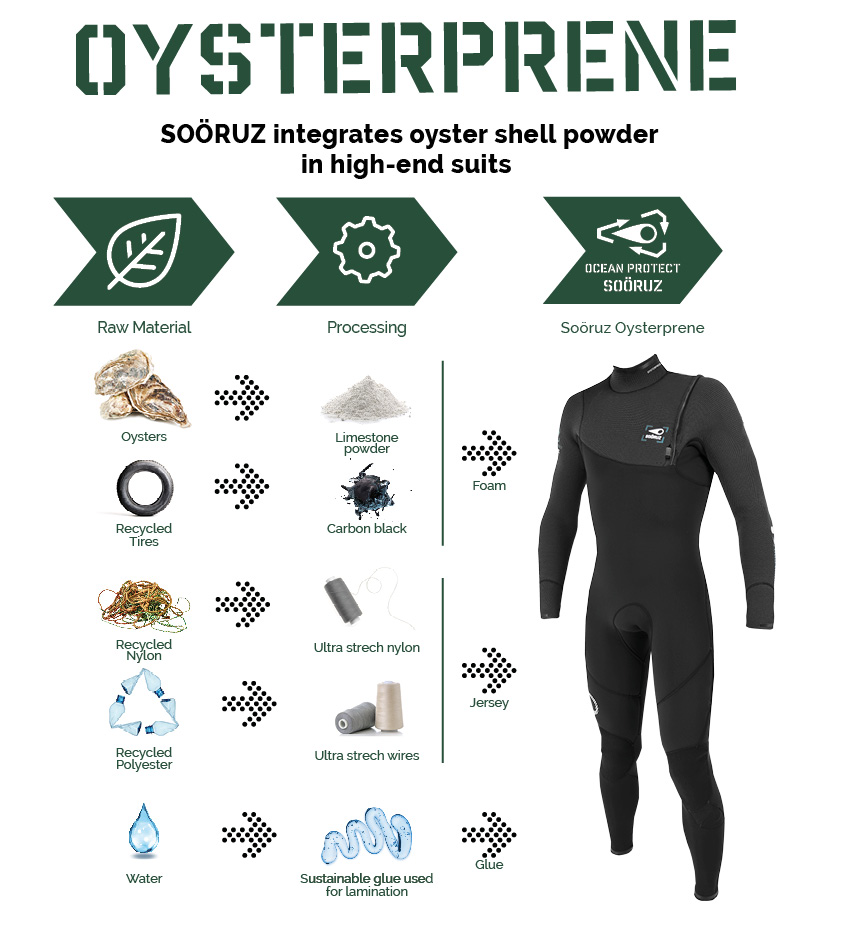 OYSTERPRENE
SOÖRUZ integrates oyster shell powder
in high-end suits
OCEAN PROTECT
SOÖRUZ
Raw Material
Processing
Soöruz Oysterprene
Oysters
Limestone
powder
Foam
Recycled
Tires
Carbon black
Recycled
Nylon
Ultra strech nylon
Jersey
Recycled
Polyester
Ultra strech wires
Water
Sustainable glue used
for lamination
Glue
SOÖRUZ